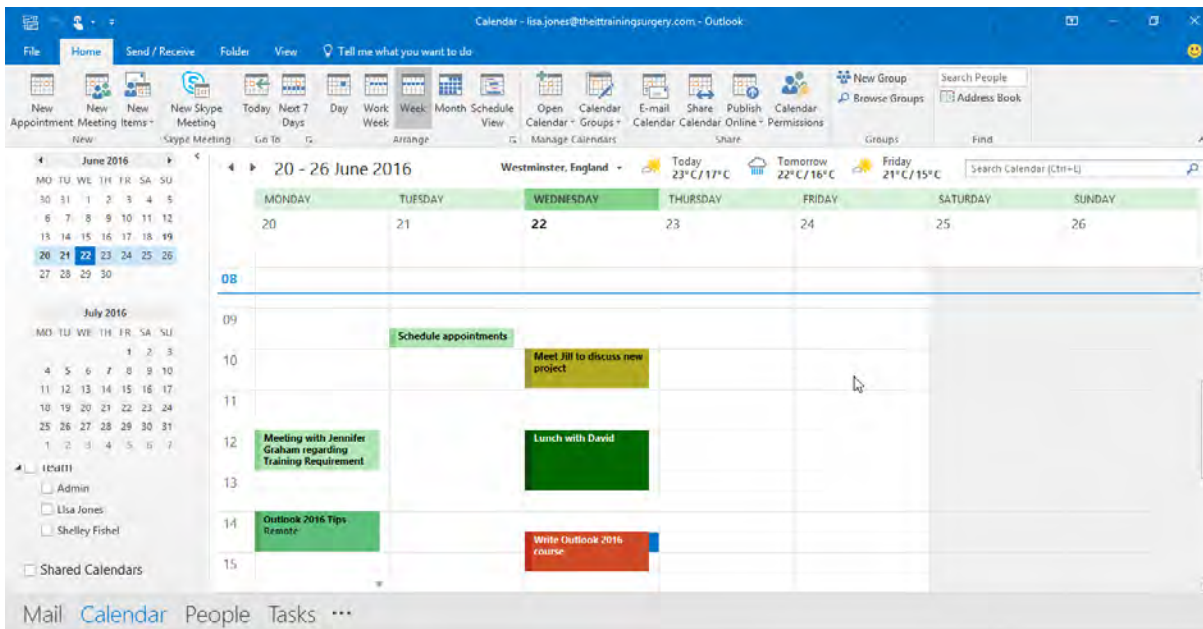 Calendar - lisa.jones@theittrainingsurgery.com - Outlook
File Home Send / Receive Folder View Tell me what you want to do
New Appointment
New Meeting
New Items
New Skype Meeting
Today
Next 7 Days
Day
Work Week
Week
Month
Schedule View
Open Calendar
Calendar Groups
E-mail Calendar
Share Calendar
Publish Online
Calendar Permissions
New Group
Browse Groups
Search People
Address Book
New Skype Meeting Go To Arrange Manage Calendars Share Groups Find
June 2016
MO TU WE TH FR SA SU
30 31 1 2 3 4 5
6 7 8 9 10 11 12
13 14 15 16 17 18 19
20 21 22 23 24 25 26
27 28 29 30
July 2016
MO TU WE TH FR SA SU
1 2 3
4 5 6 7 8 9 10
11 12 13 14 15 16 17
18 19 20 21 22 23 24
25 26 27 28 29 30 31
1 2 3 4 5 6 7
Team
Admin
Lisa Jones
Shelley Fishel
Shared Calendars
20 - 26 June 2016
Westminster, England
Today
23°C/17°C
Tomorrow
22°C/16°C
Friday
21°C/15°C
Search Calendar (Ctrl+L)
MONDAY TUESDAY WEDNESDAY THURSDAY FRIDAY SATURDAY SUNDAY
20 21 22 23 24 25 26
08
09
Schedule appointments
10
Meet Jill to discuss new
project
11
12
Meeting with Jennifer
Graham regarding
Training Requirement
Lunch with David
13
14
Outlook 2016 Tips
Remote
Write Outlook 2016
course
15
Mail Calendar People Tasks •••